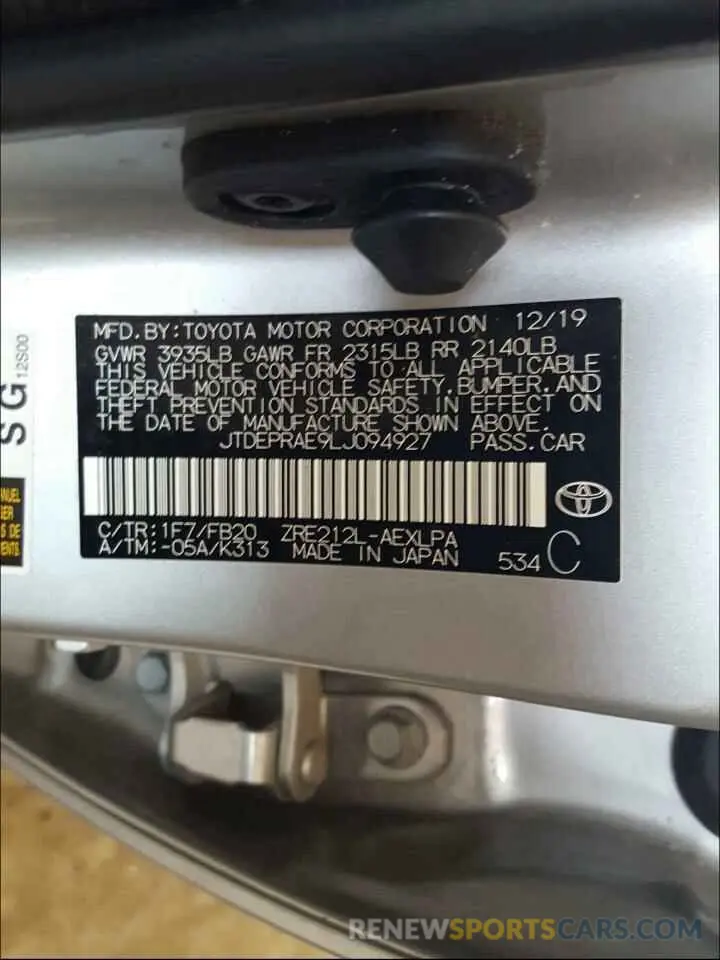 MFD. BY: TOYOTA MOTOR CORPORATION 12/19
GVWR 3935LB GAWR FR 2315LB RR 2140LB
THIS VEHICLE CONFORMS TO ALL APPLICABLE
FEDERAL MOTOR VEHICLE SAFETY, BUMPER, AND
THEFT PREVENTION STANDARDS IN EFFECT ON
THE DATE OF MANUFACTURE SHOWN ABOVE.
JTDEPRAE9LJ094927 PASS. CAR
C/TR: 1F7/FB20 ZRE212L-AEXLPA
A/TM: -05A/K313 MADE IN JAPAN 534 C
SG 12S00
RENEWSPORTSCARS.COM